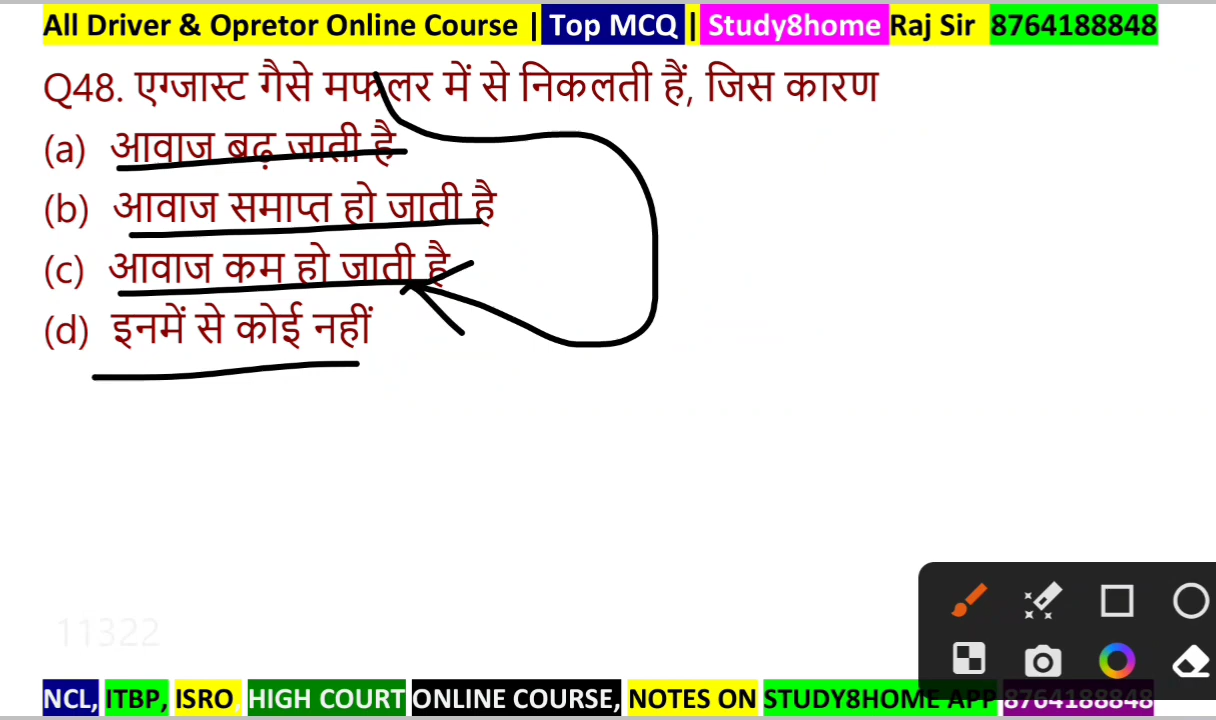 All Driver & Opretor Online Course | Top MCQ | Study8home Raj Sir 8764188848
Q48. एग्जास्ट गैसे मफलर में से निकलती हैं, जिस कारण
(a) आवाज बढ़ जाती है
(b) आवाज समाप्त हो जाती है
(c) आवाज कम हो जाती है
(d) इनमें से कोई नहीं
11322
NCL, ITBP, ISRO, HIGH COURT ONLINE COURSE, NOTES ON STUDY8HOME APP 8764188848